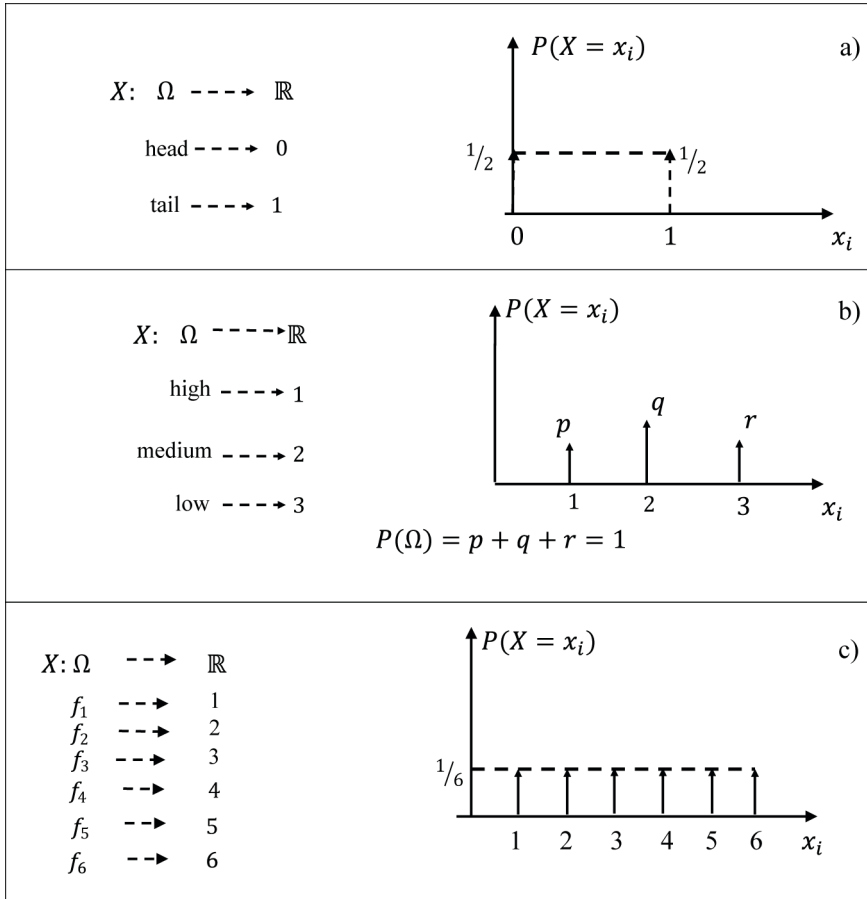 P(X = x_i) a)
X: Ω ℝ
head 0
tail 1
1/2 1/2
0 1 x_i
P(X = x_i) b)
X: Ω ℝ
high 1
medium 2
low 3
p q r
1 2 3 x_i
P(Ω) = p + q + r = 1
P(X = x_i) c)
X: Ω ℝ
f_1 1
f_2 2
f_3 3
f_4 4
f_5 5
f_6 6
1/6
1 2 3 4 5 6 x_i